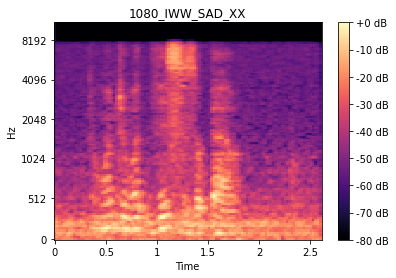 1080_IWW_SAD_XX
+0 dB
8192
-10 dB
4096
-20 dB
-30 dB
2048
Hz
-40 dB
1024
-50 dB
512
-60 dB
-70 dB
0
-80 dB
0 0.5 1 1.5 2 2.5
Time